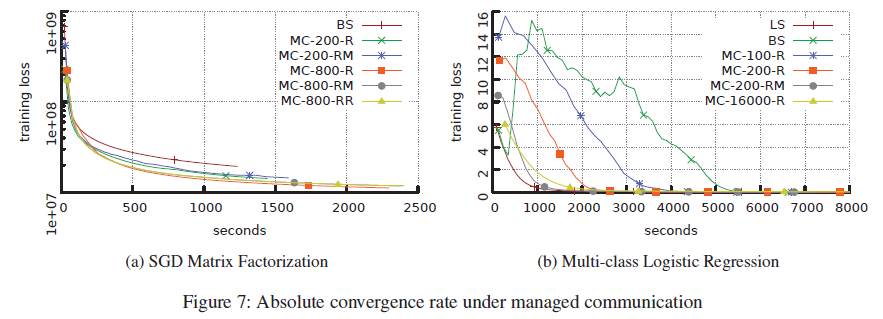 1e+09
1e+08
1e+07
training loss
BS
MC-200-R
MC-200-RM
MC-800-R
MC-800-RM
MC-800-RR
0 500 1000 1500 2000 2500
seconds
(a) SGD Matrix Factorization
16
14
12
10
8
6
4
2
0
training loss
LS
BS
MC-100-R
MC-200-R
MC-200-RM
MC-16000-R
0 1000 2000 3000 4000 5000 6000 7000 8000
seconds
(b) Multi-class Logistic Regression
Figure 7: Absolute convergence rate under managed communication